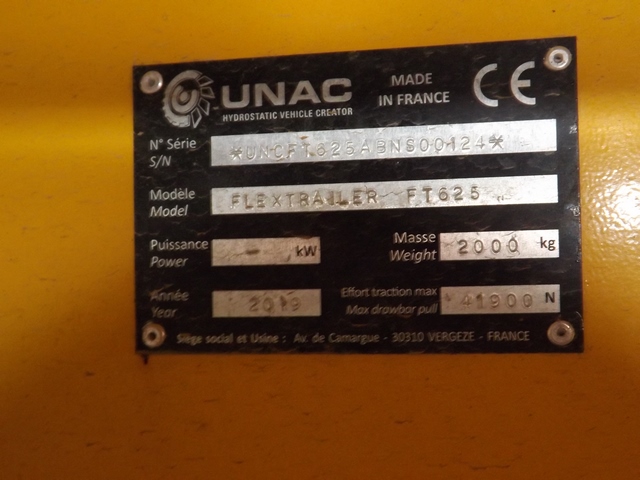 UNAC
HYDROSTATIC VEHICLE CREATOR
MADE
IN FRANCE
CE
N° Série
S/N
*UNCFT625ABNS00124*
Modèle
Model
FLEXTRAILER FT625
Puissance
Power
- kW
Masse
Weight
2000 kg
Année
Year
2019
Effort traction max
Max drawbar pull
41900 N
Siège social et Usine : Av. de Camargue - 30310 VERGEZE - FRANCE